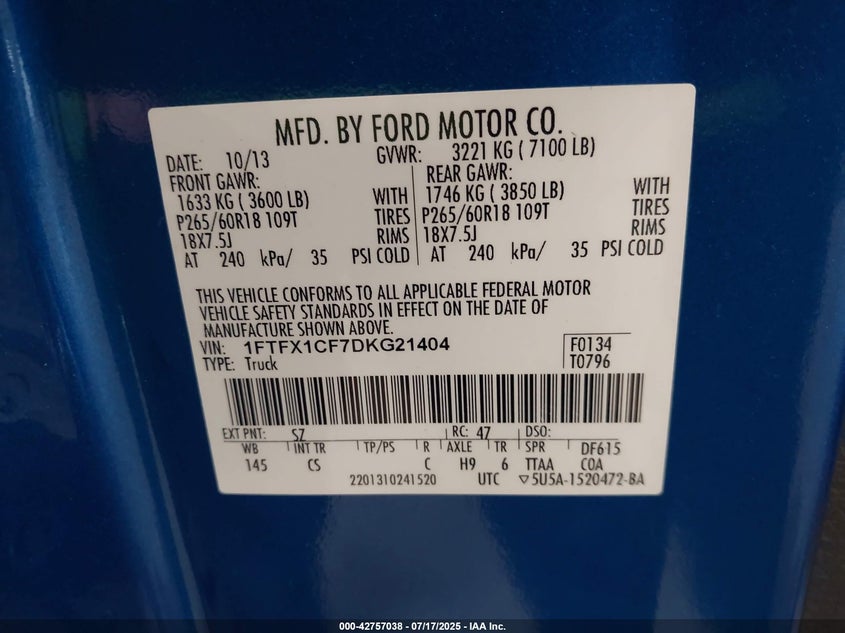 MFD. BY FORD MOTOR CO.
DATE: 10/13 GVWR: 3221 KG ( 7100 LB)
FRONT GAWR: REAR GAWR:
1633 KG ( 3600 LB) WITH 1746 KG ( 3850 LB) WITH
P265/60R18 109T TIRES P265/60R18 109T TIRES
18X7.5J RIMS 18X7.5J RIMS
AT 240 kPa/ 35 PSI COLD AT 240 kPa/ 35 PSI COLD
THIS VEHICLE CONFORMS TO ALL APPLICABLE FEDERAL MOTOR
VEHICLE SAFETY STANDARDS IN EFFECT ON THE DATE OF
MANUFACTURE SHOWN ABOVE.
VIN: 1FTFX1CF7DKG21404 F0134
TYPE: Truck T0796
EXT PNT: SZ RC: 47 DSO:
WB INT TR TP/PS R AXLE TR SPR DF615
145 CS C H9 6 TTAA COA
2201310241520 UTC ▽5U5A-1520472-BA
000-42757038 - 07/17/2025 - IAA Inc.